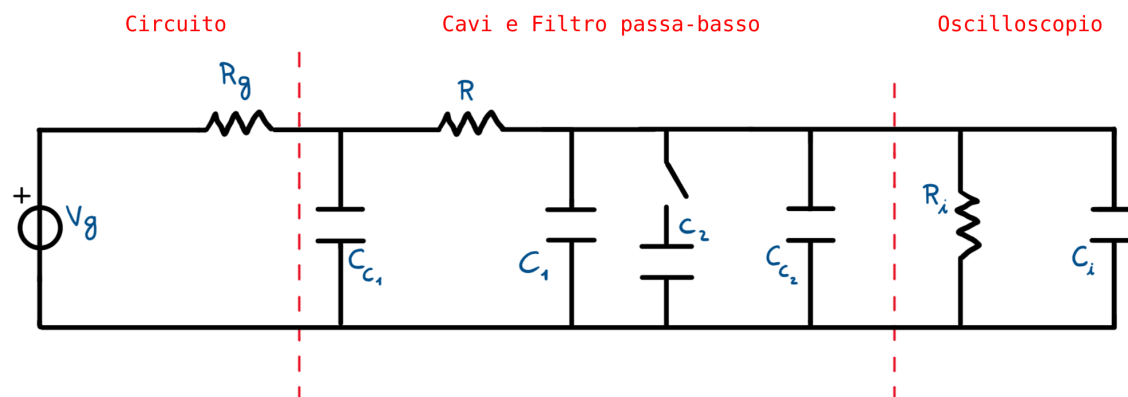 Circuito
Cavi e Filtro passa-basso
Oscilloscopio
Rg
R
+
Vg
Cc1
C1
C2
Cc2
Ri
Ci